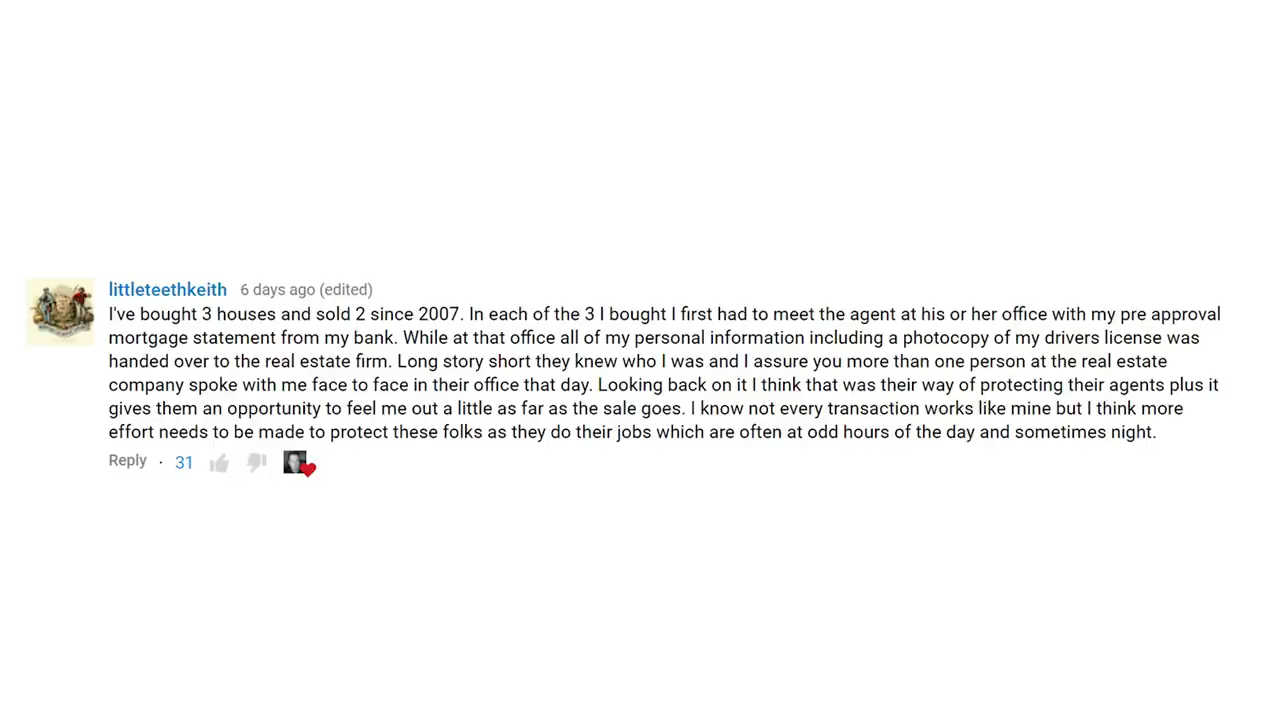 littleteethkeith 6 days ago (edited)
I've bought 3 houses and sold 2 since 2007. In each of the 3 I bought I first had to meet the agent at his or her office with my pre approval
mortgage statement from my bank. While at that office all of my personal information including a photocopy of my drivers license was
handed over to the real estate firm. Long story short they knew who I was and I assure you more than one person at the real estate
company spoke with me face to face in their office that day. Looking back on it I think that was their way of protecting their agents plus it
gives them an opportunity to feel me out a little as far as the sale goes. I know not every transaction works like mine but I think more
effort needs to be made to protect these folks as they do their jobs which are often at odd hours of the day and sometimes night.
Reply · 31